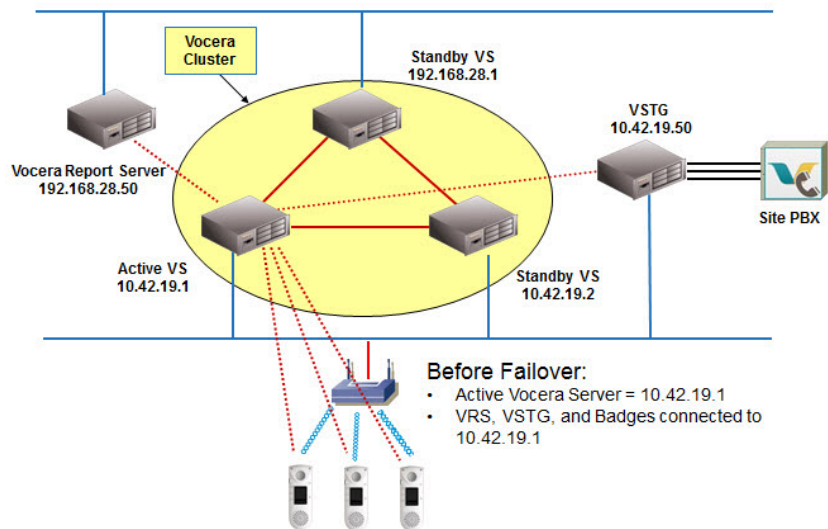 Vocera
Cluster
Standby VS
192.168.28.1
VSTG
10.42.19.50
Vocera Report Server
192.168.28.50
Site PBX
Active VS
10.42.19.1
Standby VS
10.42.19.2
Before Failover:
• Active Vocera Server = 10.42.19.1
• VRS, VSTG, and Badges connected to
10.42.19.1